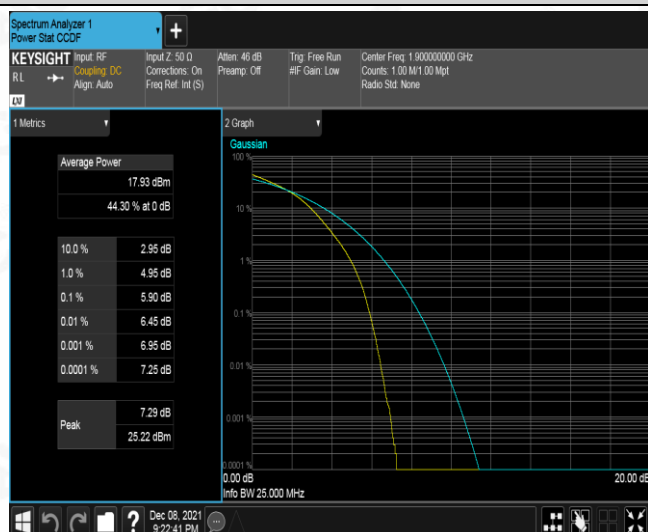 Spectrum Analyzer 1
Power Stat CCDF
+
KEYSIGHT
RL
LXI
Input: RF
Coupling: DC
Align: Auto
Input Z: 50 Ω
Corrections: On
Freq Ref: Int (S)
Atten: 46 dB
Preamp: Off
Trig: Free Run
#IF Gain: Low
Center Freq: 1.900000000 GHz
Counts: 1.00 M/1.00 Mpt
Radio Std: None
1 Metrics
Average Power
17.93 dBm
44.30 % at 0 dB
10.0 % 2.95 dB
1.0 % 4.95 dB
0.1 % 5.90 dB
0.01 % 6.45 dB
0.001 % 6.95 dB
0.0001 % 7.25 dB
Peak
7.29 dB
25.22 dBm
2 Graph
Gaussian
100 %
10 %
1 %
0.1 %
0.01 %
0.001 %
0.0001 %
0.00 dB
20.00 dB
Info BW 25.000 MHz
?
Dec 08, 2021
9:22:41 PM